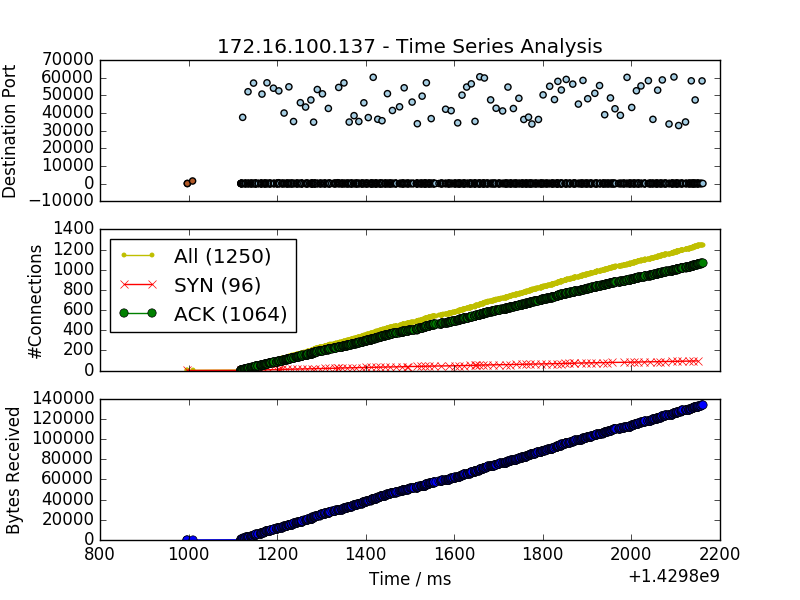 172.16.100.137 - Time Series Analysis
70000
60000
50000
40000
30000
20000
10000
0
−10000
Destination Port
1400
1200
1000
800
600
400
200
0
#Connections
All (1250)
SYN (96)
ACK (1064)
140000
120000
100000
80000
60000
40000
20000
0
Bytes Received
800 1000 1200 1400 1600 1800 2000 2200
Time / ms
+1.4298e9